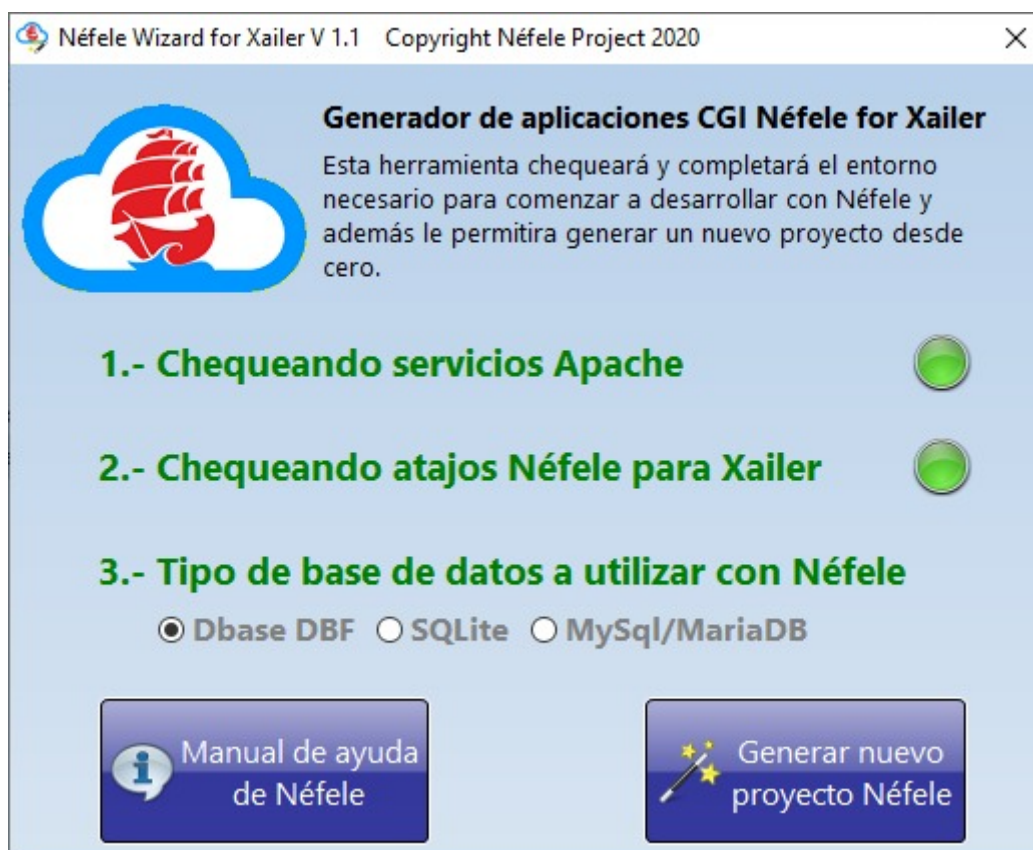 Néfele Wizard for Xailer V 1.1 Copyright Néfele Project 2020
Generador de aplicaciones CGI Néfele for Xailer
Esta herramienta chequeará y completará el entorno
necesario para comenzar a desarrollar con Néfele y
además le permitira generar un nuevo proyecto desde
cero.
1.- Chequeando servicios Apache
2.- Chequeando atajos Néfele para Xailer
3.- Tipo de base de datos a utilizar con Néfele
Dbase DBF SQLite MySql/MariaDB
Manual de ayuda
de Néfele
Generar nuevo
proyecto Néfele